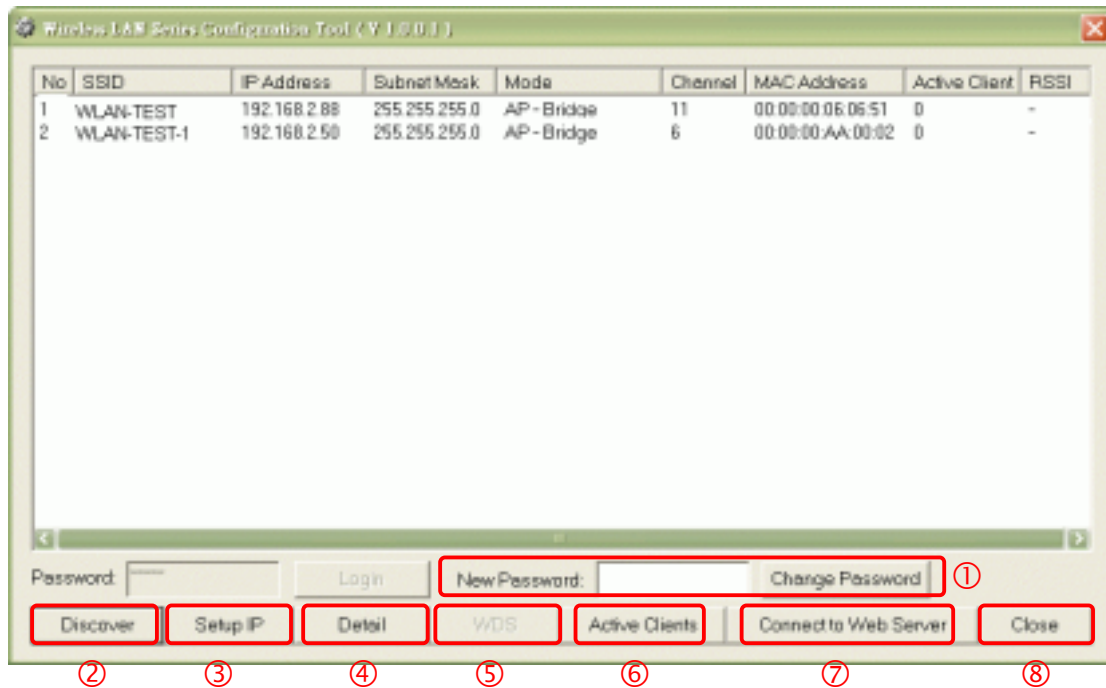 Wireless LAN Series Configuration Tool ( V 1.0.0.1 )
No SSID IP Address Subnet Mask Mode Channel MAC Address Active Client RSSI
1 WLAN-TEST 192.168.2.88 255.255.255.0 AP - Bridge 11 00:00:00:06:06:51 0 -
2 WLAN-TEST-1 192.168.2.50 255.255.255.0 AP - Bridge 6 00:00:00:AA:00:02 0 -
Password: Login New Password: Change Password ①
Discover Setup IP Detail WDS Active Clients Connect to Web Server Close
② ③ ④ ⑤ ⑥ ⑦ ⑧